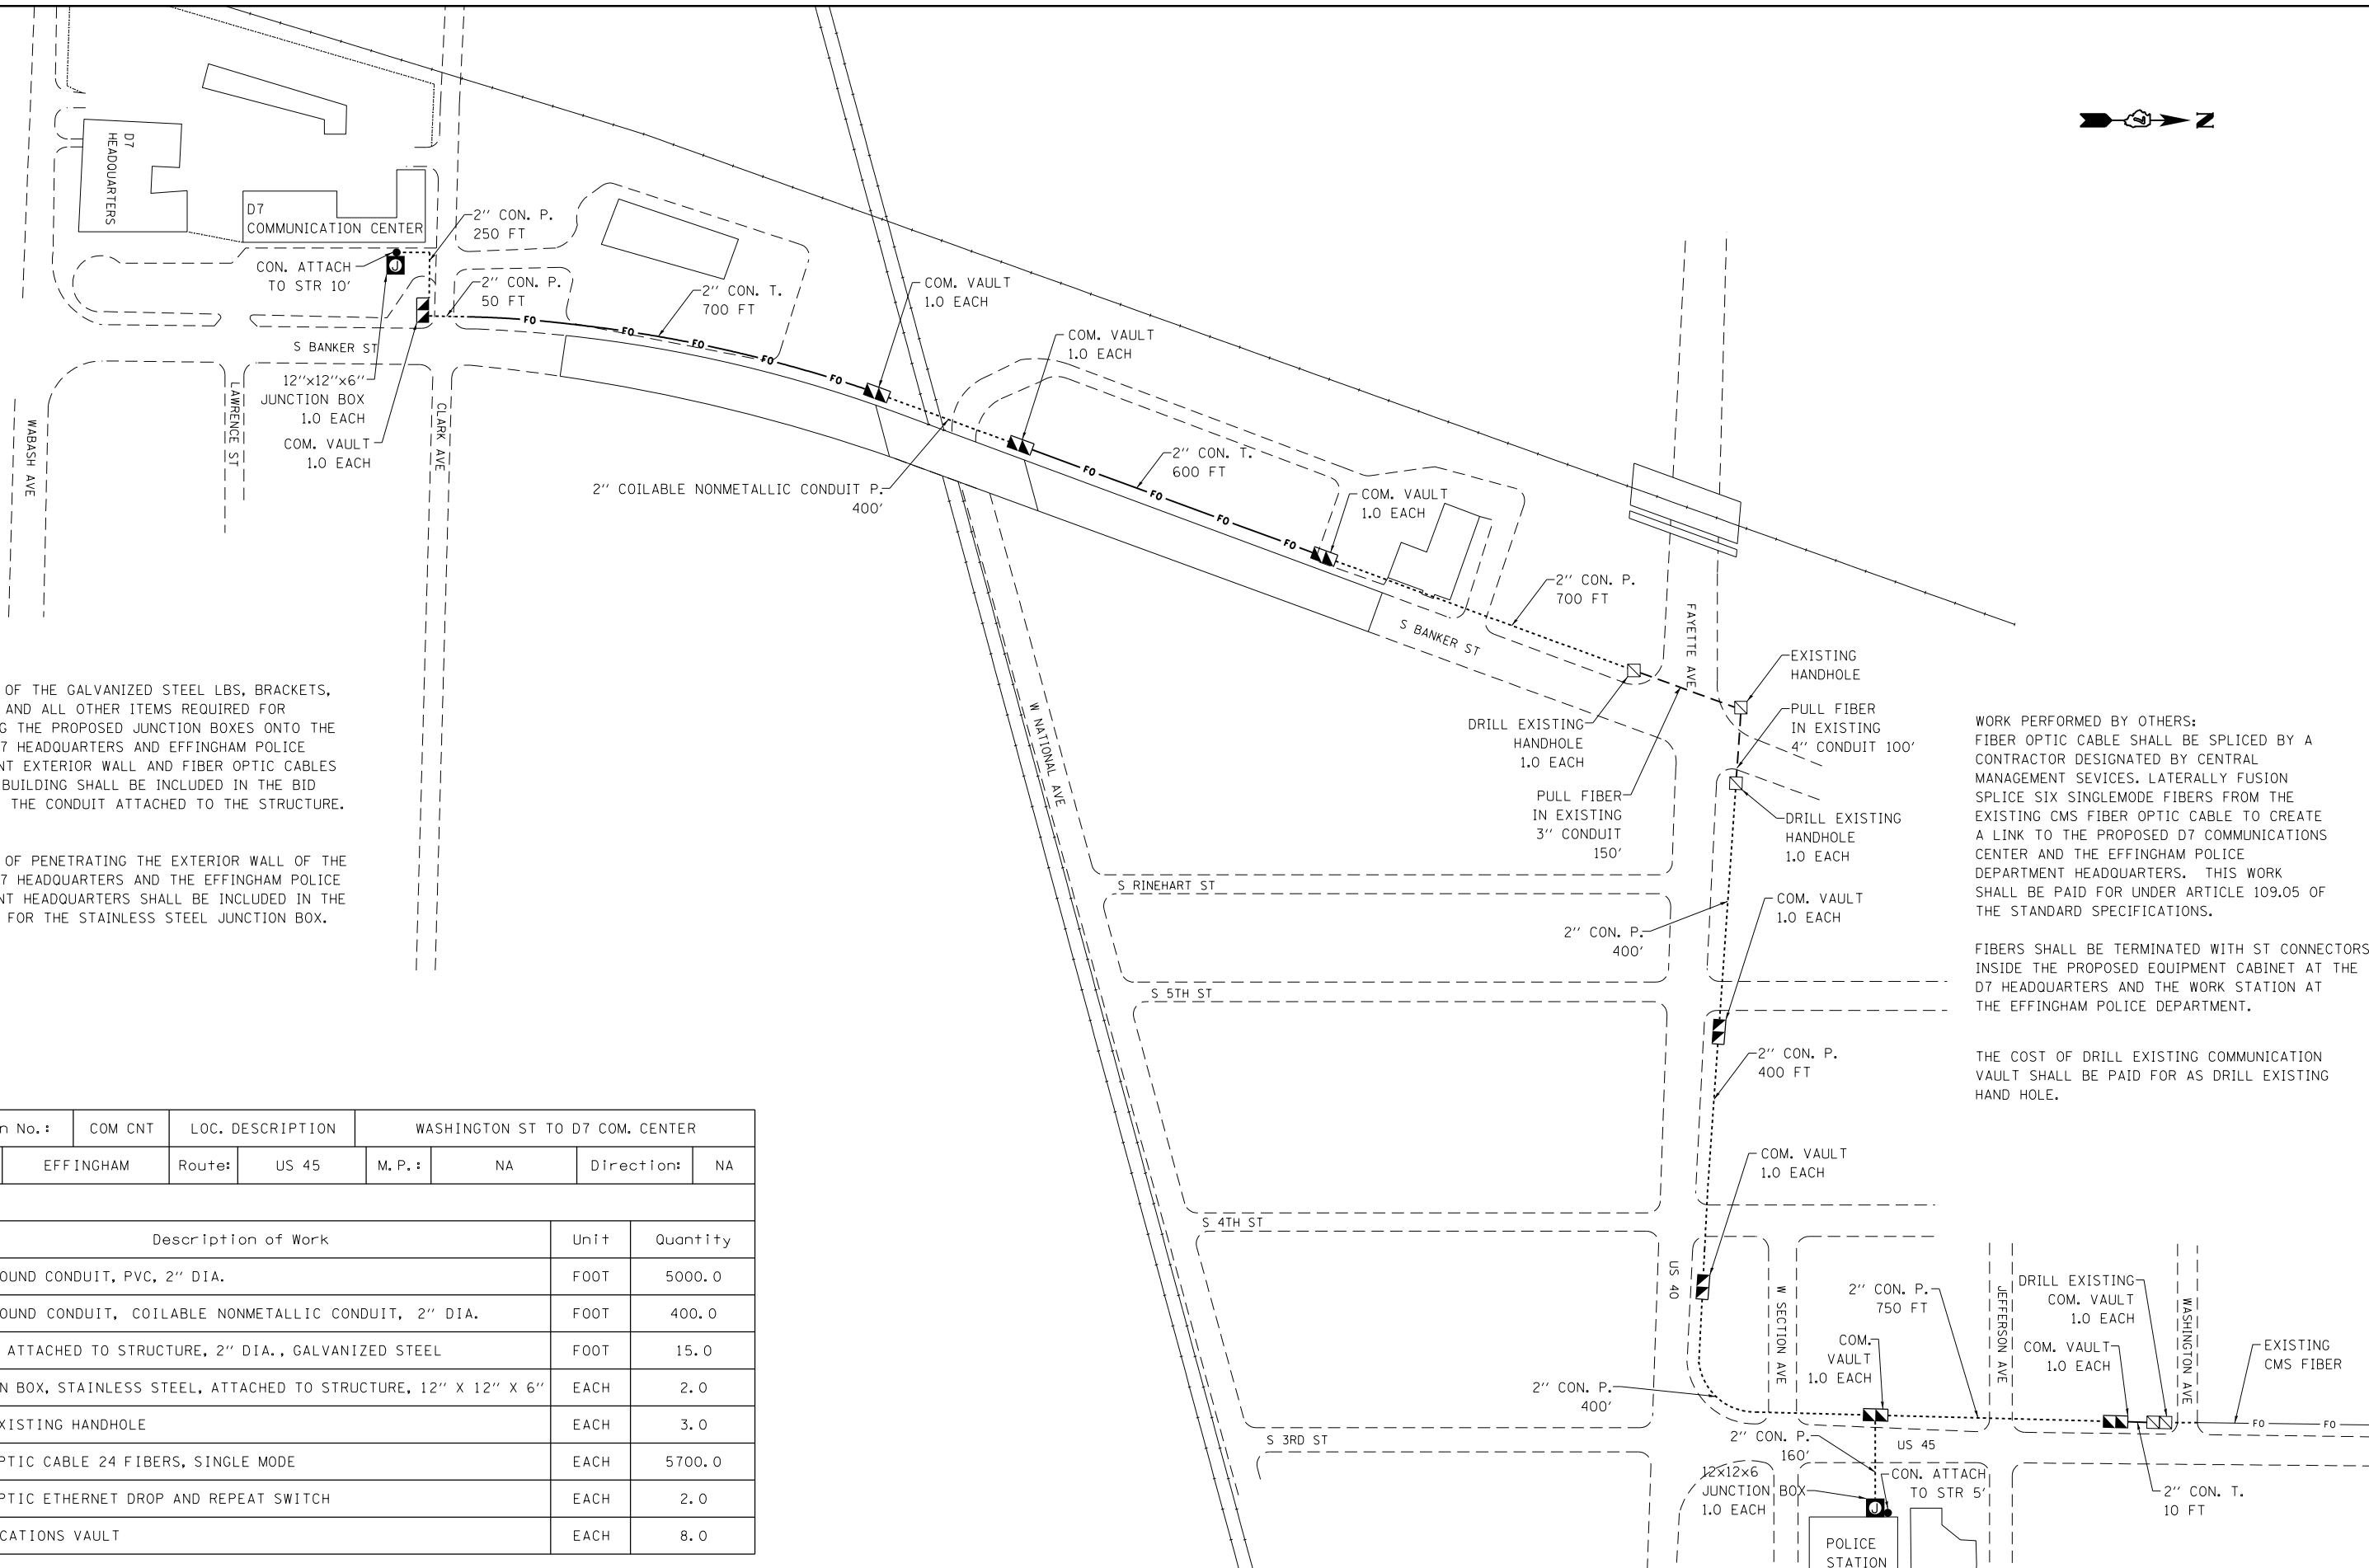 N
D7
HEADQUARTERS
D7
COMMUNICATION CENTER
CON. ATTACH
TO STR 10'
2'' CON. P.
250 FT
2'' CON. P.
50 FT
2'' CON. T.
700 FT
COM. VAULT
1.0 EACH
COM. VAULT
1.0 EACH
FO
FO
FO
FO
FO
S BANKER ST
12''x12''x6''
JUNCTION BOX
1.0 EACH
COM. VAULT
1.0 EACH
WABASH AVE
LAWRENCE ST
CLARK AVE
2'' COILABLE NONMETALLIC CONDUIT P.
400'
2'' CON. T.
600 FT
FO
FO
FO
FO
COM. VAULT
1.0 EACH
2'' CON. P.
700 FT
S BANKER ST
FAYETTE AVE
EXISTING
HANDHOLE
PULL FIBER
IN EXISTING
4'' CONDUIT 100'
DRILL EXISTING
HANDHOLE
1.0 EACH
PULL FIBER
IN EXISTING
3'' CONDUIT
150'
DRILL EXISTING
HANDHOLE
1.0 EACH
W NATIONAL AVE
OF THE GALVANIZED STEEL LBS, BRACKETS,
AND ALL OTHER ITEMS REQUIRED FOR
G THE PROPOSED JUNCTION BOXES ONTO THE
7 HEADQUARTERS AND EFFINGHAM POLICE
NT EXTERIOR WALL AND FIBER OPTIC CABLES
BUILDING SHALL BE INCLUDED IN THE BID
THE CONDUIT ATTACHED TO THE STRUCTURE.
OF PENETRATING THE EXTERIOR WALL OF THE
7 HEADQUARTERS AND THE EFFINGHAM POLICE
NT HEADQUARTERS SHALL BE INCLUDED IN THE
FOR THE STAINLESS STEEL JUNCTION BOX.
WORK PERFORMED BY OTHERS:
FIBER OPTIC CABLE SHALL BE SPLICED BY A
CONTRACTOR DESIGNATED BY CENTRAL
MANAGEMENT SEVICES. LATERALLY FUSION
SPLICE SIX SINGLEMODE FIBERS FROM THE
EXISTING CMS FIBER OPTIC CABLE TO CREATE
A LINK TO THE PROPOSED D7 COMMUNICATIONS
CENTER AND THE EFFINGHAM POLICE
DEPARTMENT HEADQUARTERS. THIS WORK
SHALL BE PAID FOR UNDER ARTICLE 109.05 OF
THE STANDARD SPECIFICATIONS.
FIBERS SHALL BE TERMINATED WITH ST CONNECTORS
INSIDE THE PROPOSED EQUIPMENT CABINET AT THE
D7 HEADQUARTERS AND THE WORK STATION AT
THE EFFINGHAM POLICE DEPARTMENT.
THE COST OF DRILL EXISTING COMMUNICATION
VAULT SHALL BE PAID FOR AS DRILL EXISTING
HAND HOLE.
S RINEHART ST
2'' CON. P.
400'
COM. VAULT
1.0 EACH
S 5TH ST
2'' CON. P.
400 FT
COM. VAULT
1.0 EACH
S 4TH ST
US 40
W SECTION AVE
2'' CON. P.
750 FT
COM.
VAULT
1.0 EACH
JEFFERSON AVE
DRILL EXISTING
COM. VAULT
1.0 EACH
COM. VAULT
1.0 EACH
WASHINGTON AVE
EXISTING
CMS FIBER
FO
FO
2'' CON. P.
400'
S 3RD ST
2'' CON. P.
160'
US 45
12x12x6
JUNCTION BOX
1.0 EACH
CON. ATTACH
TO STR 5'
2'' CON. T.
10 FT
J
J
POLICE
STATION
n No.: COM CNT LOC. DESCRIPTION WASHINGTON ST TO D7 COM. CENTER
EFFINGHAM Route: US 45 M.P.: NA Direction: NA
Description of Work Unit Quantity
OUND CONDUIT, PVC, 2'' DIA. FOOT 5000.0
OUND CONDUIT, COILABLE NONMETALLIC CONDUIT, 2'' DIA. FOOT 400.0
ATTACHED TO STRUCTURE, 2'' DIA., GALVANIZED STEEL FOOT 15.0
N BOX, STAINLESS STEEL, ATTACHED TO STRUCTURE, 12'' X 12'' X 6'' EACH 2.0
XISTING HANDHOLE EACH 3.0
PTIC CABLE 24 FIBERS, SINGLE MODE EACH 5700.0
PTIC ETHERNET DROP AND REPEAT SWITCH EACH 2.0
CATIONS VAULT EACH 8.0